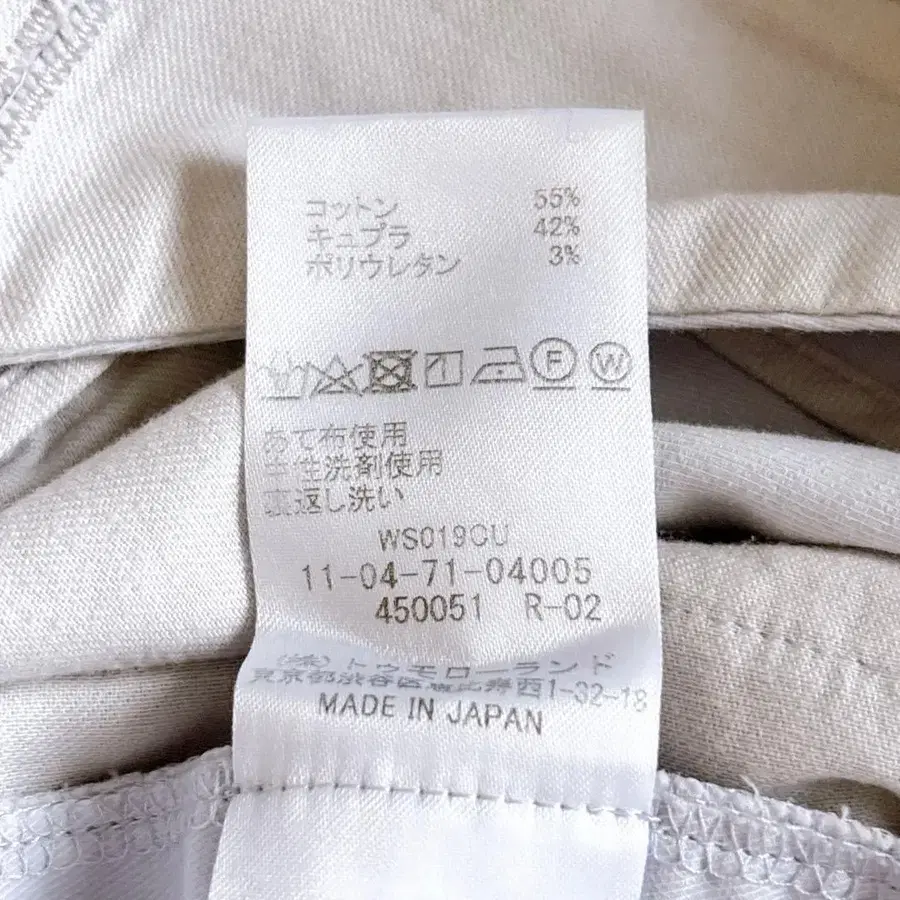 コットン 55%
キュプラ 42%
ポリウレタン 3%
F W
あて布使用
中性洗剤使用
裏返し洗い
WS019CU
11-04-71-04005
450051 R-02
(株)トゥモローランド
東京都渋谷区恵比寿西1-32-18
MADE IN JAPAN